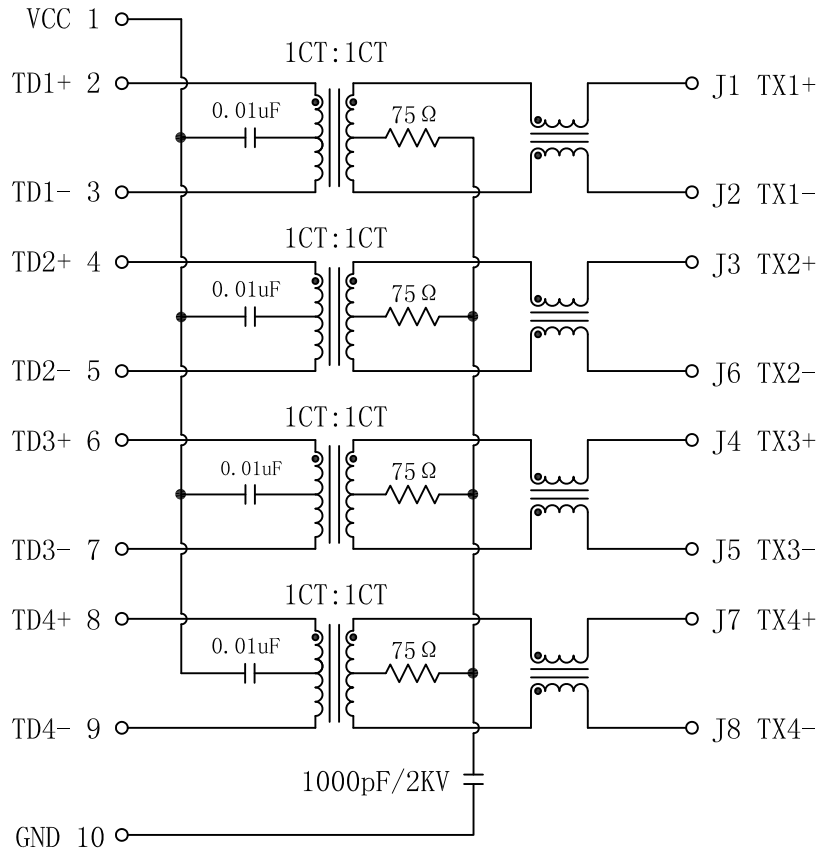 VCC 1
1CT:1CT
TD1+ 2
J1 TX1+
0.01uF
75Ω
TD1- 3
J2 TX1-
1CT:1CT
TD2+ 4
J3 TX2+
0.01uF
75Ω
TD2- 5
J6 TX2-
1CT:1CT
TD3+ 6
J4 TX3+
0.01uF
75Ω
TD3- 7
J5 TX3-
1CT:1CT
TD4+ 8
J7 TX4+
0.01uF
75Ω
TD4- 9
J8 TX4-
1000pF/2KV
GND 10